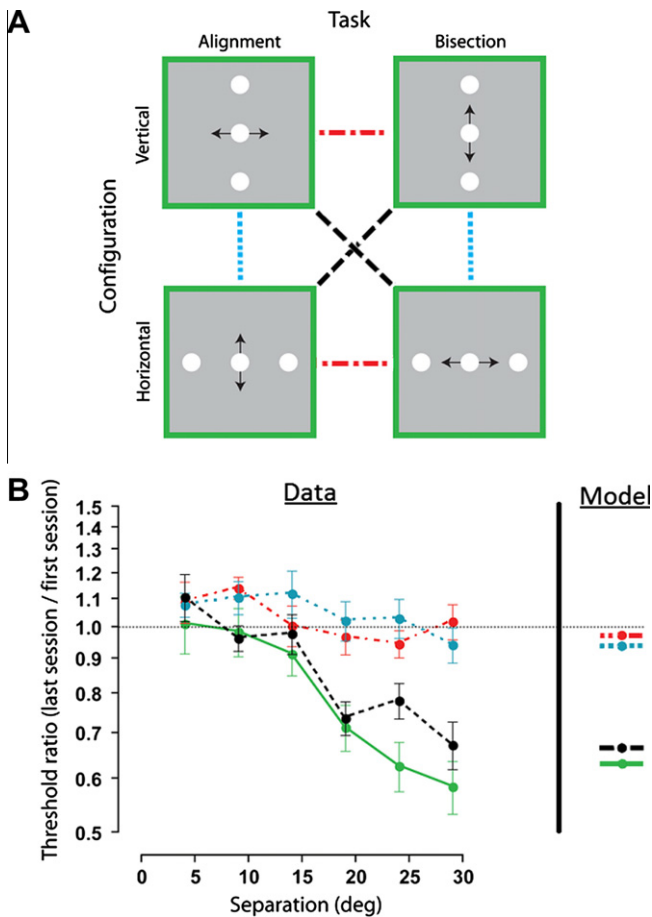 A
Task
Alignment
Bisection
Configuration
Vertical
Horizontal
B
Data
Model
Threshold ratio (last session / first session)
1.5
1.4
1.3
1.2
1.1
1.0
0.9
0.8
0.7
0.6
0.5
0 5 10 15 20 25 30
Separation (deg)